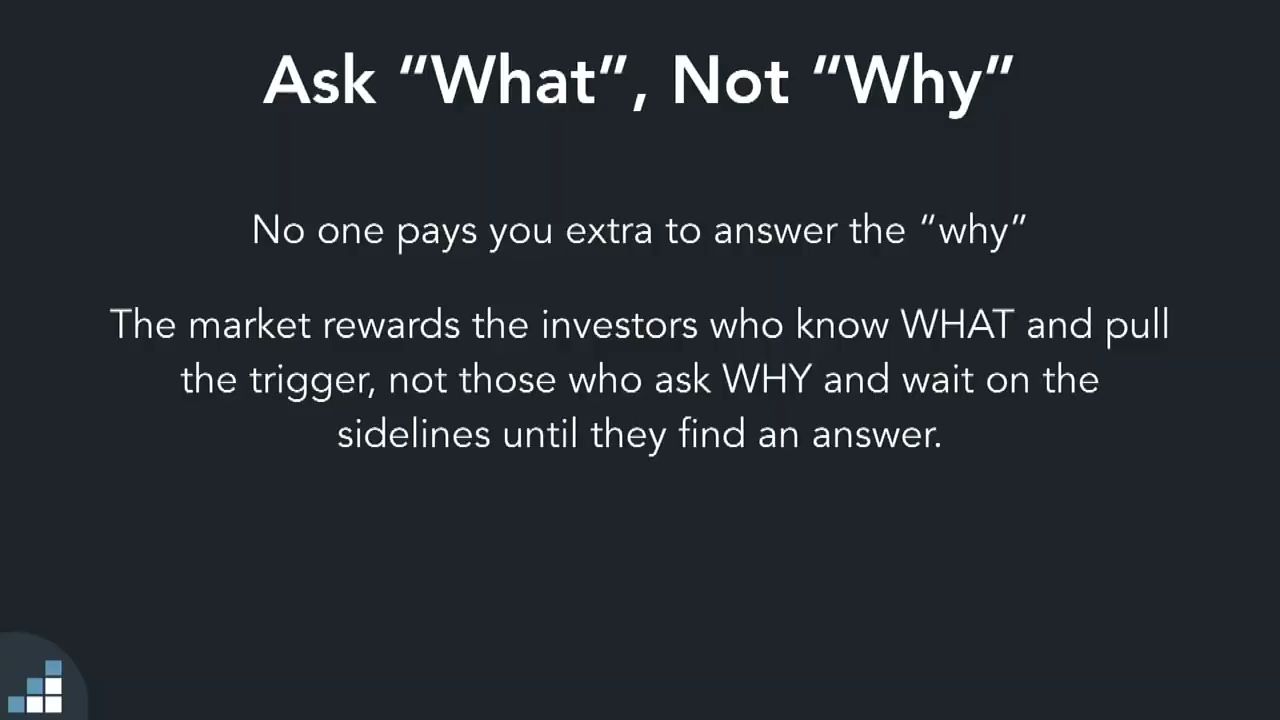 Ask “What”, Not “Why”
No one pays you extra to answer the “why”
The market rewards the investors who know WHAT and pull
the trigger, not those who ask WHY and wait on the
sidelines until they find an answer.